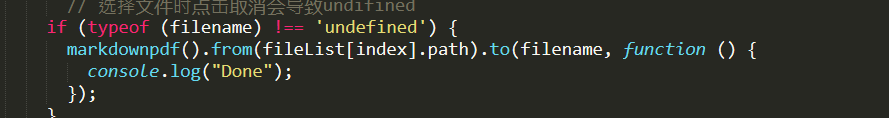 // 选择文件时点击取消会导致undifined
if (typeof (filename) !== 'undefined') {
markdownpdf().from(fileList[index].path).to(filename, function () {
console.log("Done");
});
}